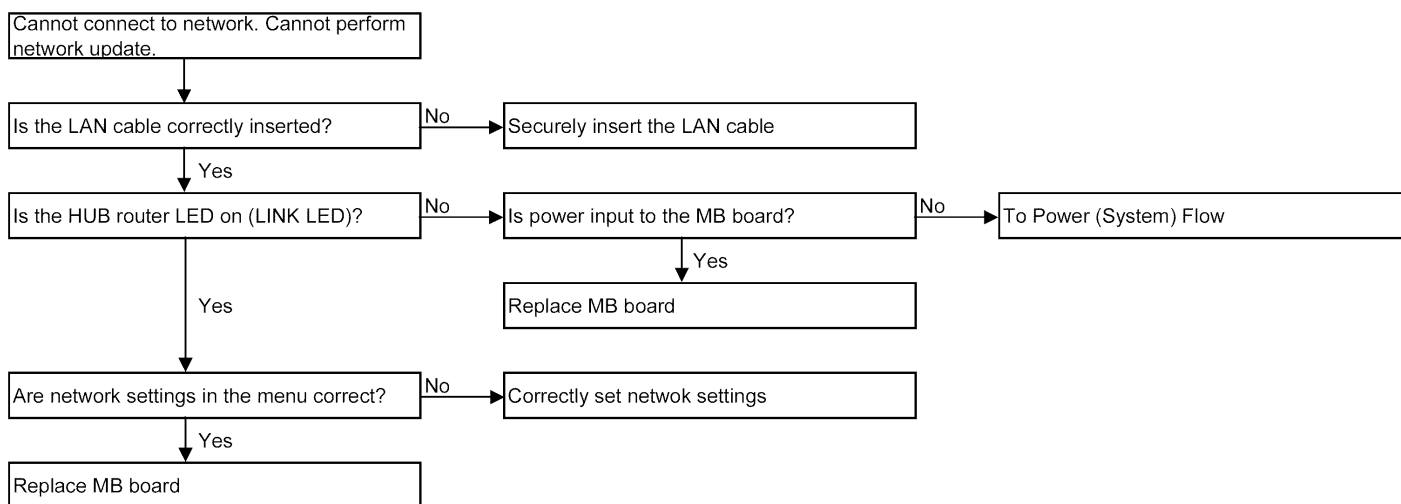 Cannot connect to network. Cannot perform
network update.
Is the LAN cable correctly inserted?
No
Securely insert the LAN cable
Yes
Is the HUB router LED on (LINK LED)?
No
Is power input to the MB board?
No
To Power (System) Flow
Yes
Replace MB board
Yes
Are network settings in the menu correct?
No
Correctly set netwok settings
Yes
Replace MB board